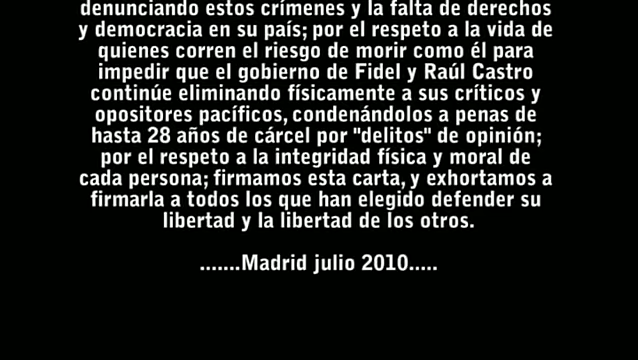 denunciando estos crímenes y la falta de derechos
y democracia en su país; por el respeto a la vida de
quienes corren el riesgo de morir como él para
impedir que el gobierno de Fidel y Raúl Castro
continúe eliminando físicamente a sus críticos y
opositores pacíficos, condenándolos a penas de
hasta 28 años de cárcel por "delitos" de opinión;
por el respeto a la integridad física y moral de
cada persona; firmamos esta carta, y exhortamos a
firmarla a todos los que han elegido defender su
libertad y la libertad de los otros.
.......Madrid julio 2010.....